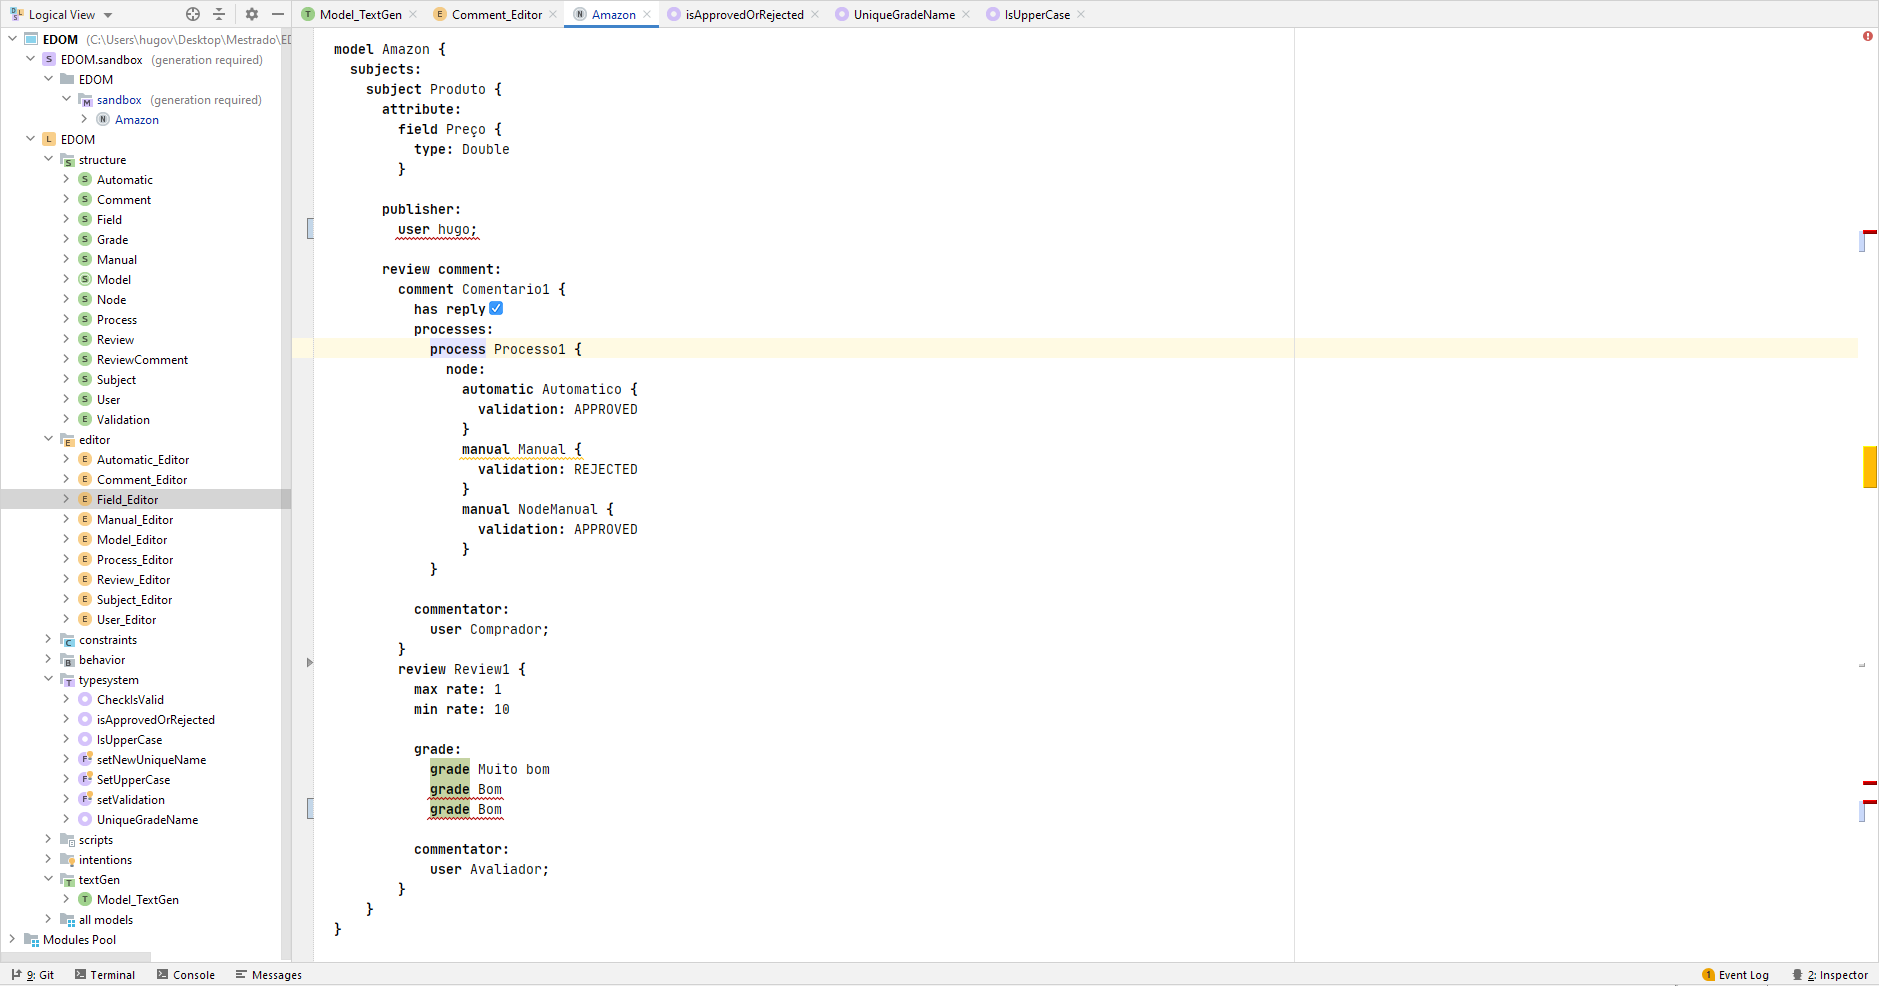 Logical View
Model_TextGen
Comment_Editor
Amazon
isApprovedOrRejected
UniqueGradeName
IsUpperCase
EDOM (C:\Users\hugov\Desktop\Mestrado\ED
EDOM.sandbox (generation required)
EDOM
sandbox (generation required)
Amazon
EDOM
structure
Automatic
Comment
Field
Grade
Manual
Model
Node
Process
Review
ReviewComment
Subject
User
Validation
editor
Automatic_Editor
Comment_Editor
Field_Editor
Manual_Editor
Model_Editor
Process_Editor
Review_Editor
Subject_Editor
User_Editor
constraints
behavior
typesystem
CheckIsValid
isApprovedOrRejected
IsUpperCase
setNewUniqueName
SetUpperCase
setValidation
UniqueGradeName
scripts
intentions
textGen
Model_TextGen
all models
Modules Pool
model Amazon {
subjects:
subject Produto {
attribute:
field Preço {
type: Double
}
publisher:
user hugo;
review comment:
comment Comentario1 {
has reply
processes:
process Processo1 {
node:
automatic Automatico {
validation: APPROVED
}
manual Manual {
validation: REJECTED
}
manual NodeManual {
validation: APPROVED
}
}
commentator:
user Comprador;
}
review Review1 {
max rate: 1
min rate: 10
grade:
grade Muito bom
grade Bom
grade Bom
commentator:
user Avaliador;
}
}
}
9: Git
Terminal
Console
Messages
1 Event Log
2: Inspector